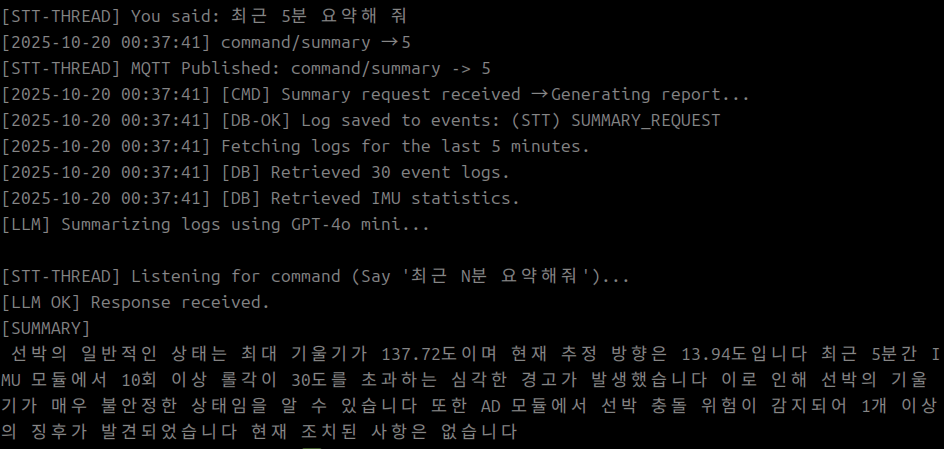 [STT-THREAD] You said: 최근 5분 요약해 줘
[2025-10-20 00:37:41] command/summary →5
[STT-THREAD] MQTT Published: command/summary -> 5
[2025-10-20 00:37:41] [CMD] Summary request received →Generating report...
[2025-10-20 00:37:41] [DB-OK] Log saved to events: (STT) SUMMARY_REQUEST
[2025-10-20 00:37:41] Fetching logs for the last 5 minutes.
[2025-10-20 00:37:41] [DB] Retrieved 30 event logs.
[2025-10-20 00:37:41] [DB] Retrieved IMU statistics.
[LLM] Summarizing logs using GPT-4o mini...
[STT-THREAD] Listening for command (Say '최근 N분 요약해줘')...
[LLM OK] Response received.
[SUMMARY]
선박의 일반적인 상태는 최대 기울기가 137.72도이며 현재 추정 방향은 13.94도입니다 최근 5분간 I
MU 모듈에서 10회 이상 롤각이 30도를 초과하는 심각한 경고가 발생했습니다 이로 인해 선박의 기울
기가 매우 불안정한 상태임을 알 수 있습니다 또한 AD 모듈에서 선박 충돌 위험이 감지되어 1개 이상
의 징후가 발견되었습니다 현재 조치된 사항은 없습니다